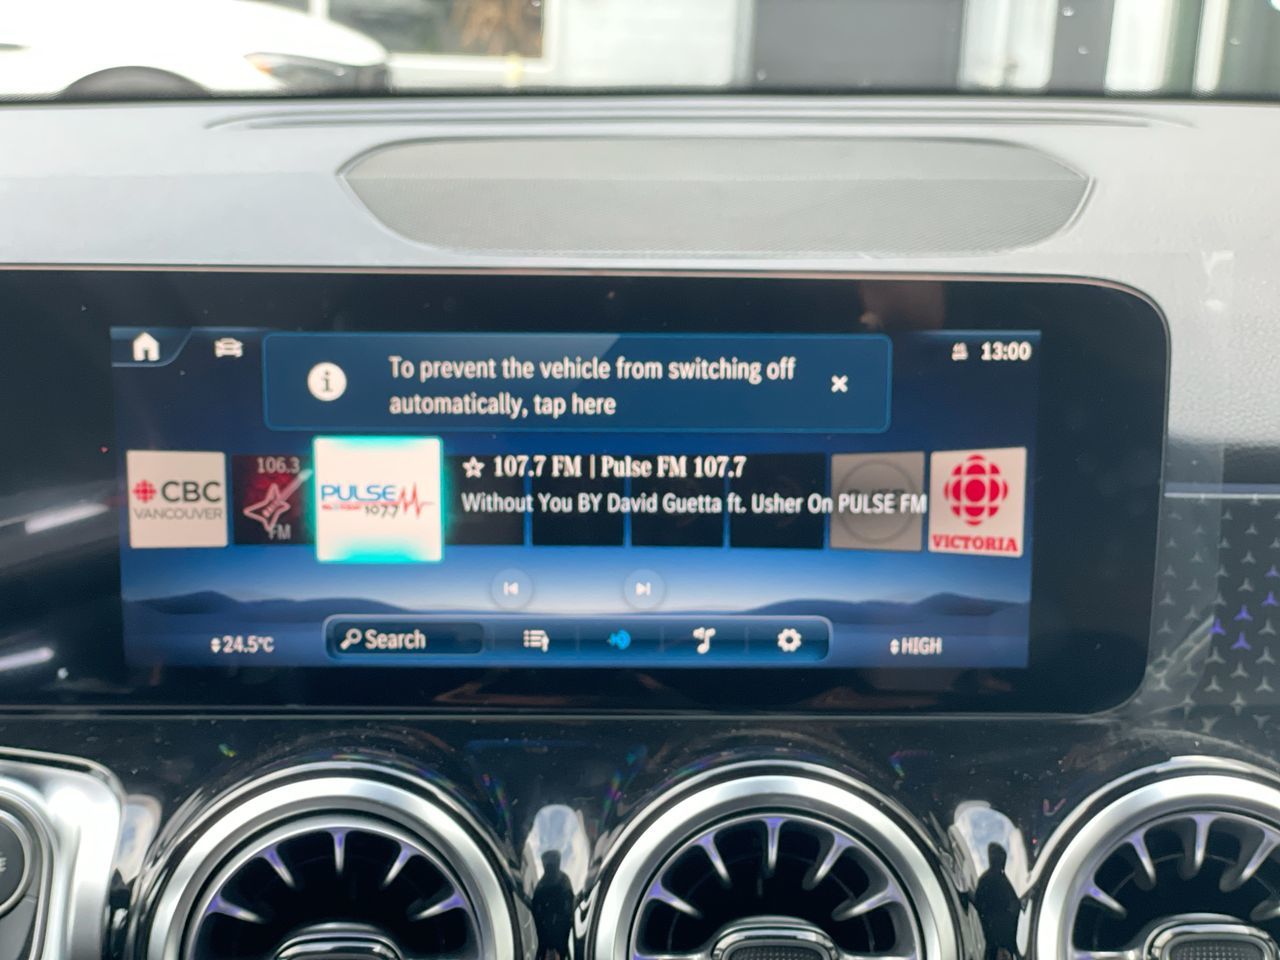 To prevent the vehicle from switching off
automatically, tap here
13:00
CBC
VANCOUVER
106.3
FM
PULSE
107.7
107.7 FM | Pulse FM 107.7
Without You BY David Guetta ft. Usher On PULSE FM
VICTORIA
24.5°C
Search
HIGH